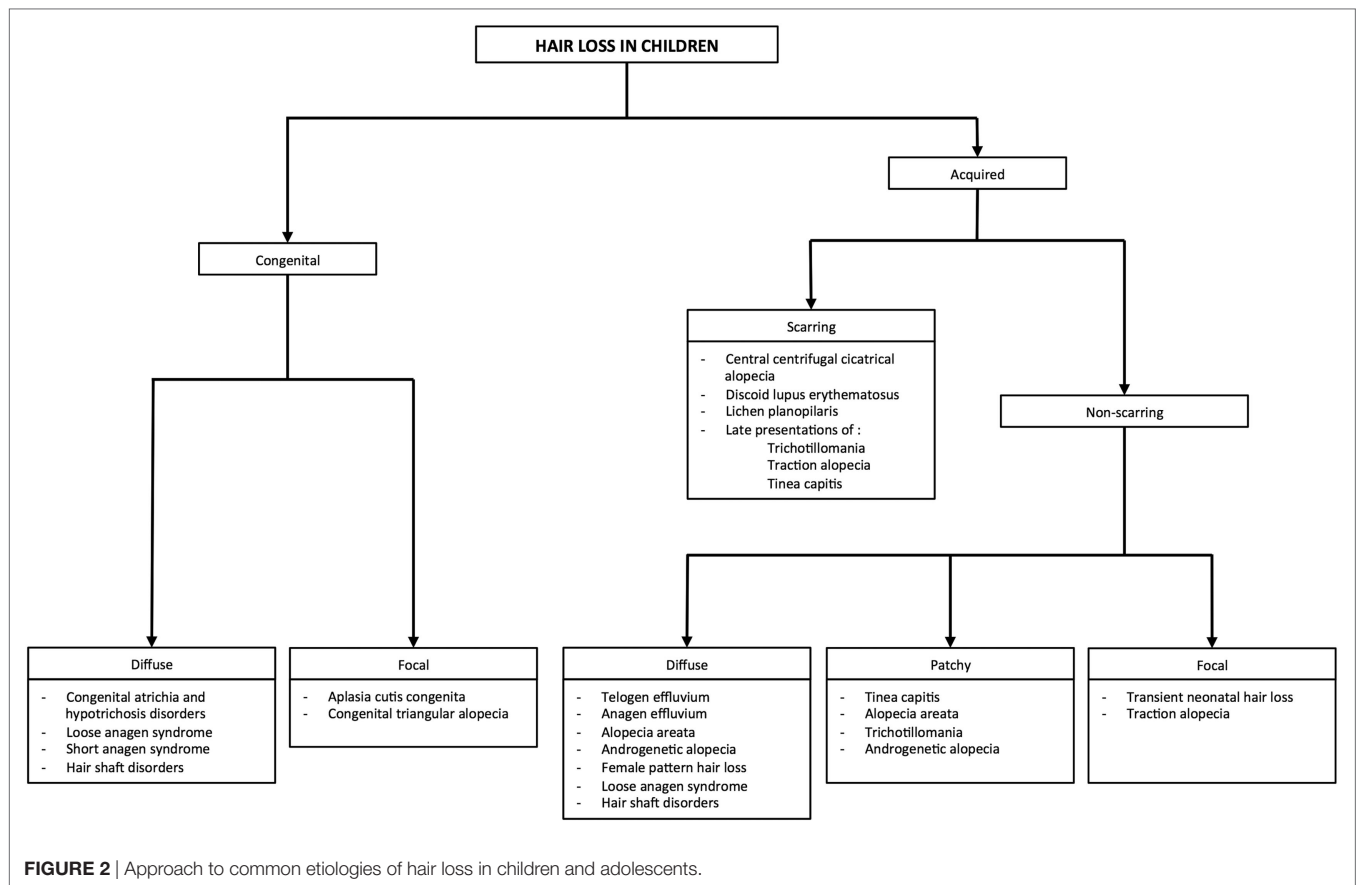 HAIR LOSS IN CHILDREN
Acquired
Congenital
Scarring
- Central centrifugal cicatrical
alopecia
- Discoid lupus erythematosus
- Lichen planopilaris
- Late presentations of :
Trichotillomania
Traction alopecia
Tinea capitis
Non-scarring
Diffuse
- Congenital atrichia and
hypotrichosis disorders
- Loose anagen syndrome
- Short anagen syndrome
- Hair shaft disorders
Focal
- Aplasia cutis congenita
- Congenital triangular alopecia
Diffuse
- Telogen effluvium
- Anagen effluvium
- Alopecia areata
- Androgenetic alopecia
- Female pattern hair loss
- Loose anagen syndrome
- Hair shaft disorders
Patchy
- Tinea capitis
- Alopecia areata
- Trichotillomania
- Androgenetic alopecia
Focal
- Transient neonatal hair loss
- Traction alopecia
FIGURE 2 | Approach to common etiologies of hair loss in children and adolescents.